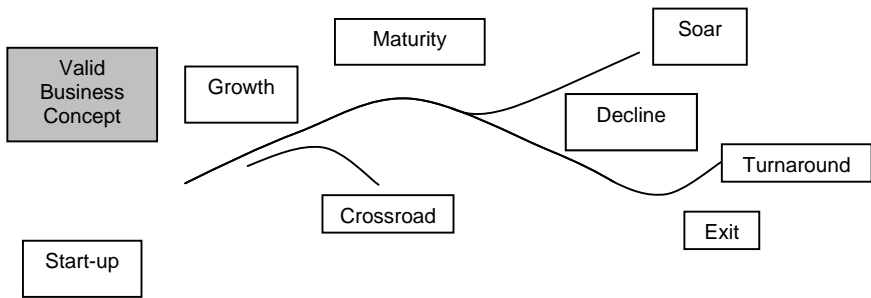 Valid
Business
Concept
Growth
Maturity
Soar
Decline
Turnaround
Crossroad
Exit
Start-up